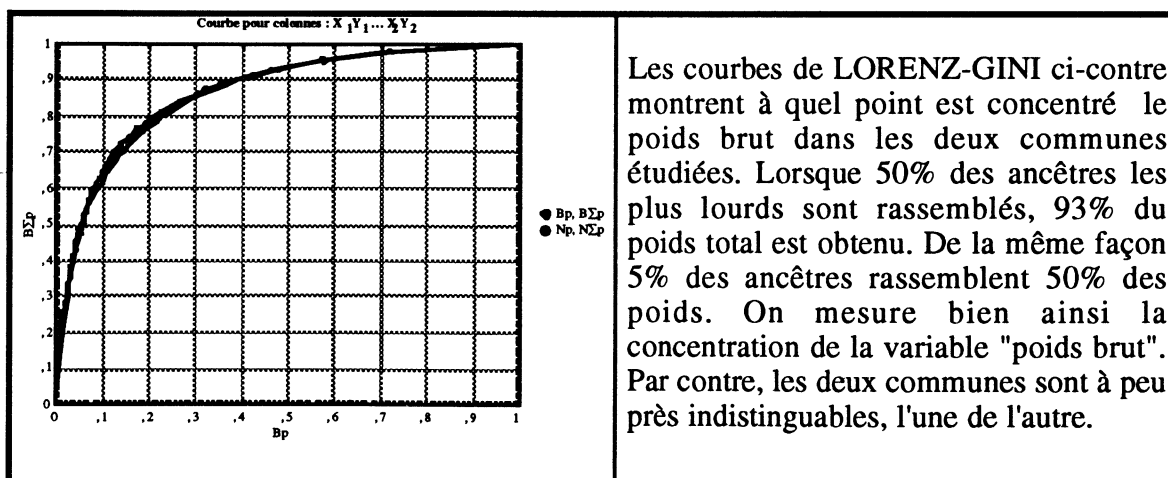 Courbe pour colonnes : X 1Y 1 ... X2Y 2
1
,9
,8
,7
,6
,5
,4
,3
,2
,1
0
BΣp
0 ,1 ,2 ,3 ,4 ,5 ,6 ,7 ,8 ,9 1
Bp
Bp, BΣp
Np, NΣp
Les courbes de LORENZ-GINI ci-contre
montrent à quel point est concentré le
poids brut dans les deux communes
étudiées. Lorsque 50% des ancêtres les
plus lourds sont rassemblés, 93% du
poids total est obtenu. De la même façon
5% des ancêtres rassemblent 50% des
poids. On mesure bien ainsi la
concentration de la variable "poids brut".
Par contre, les deux communes sont à peu
près indistinguables, l'une de l'autre.